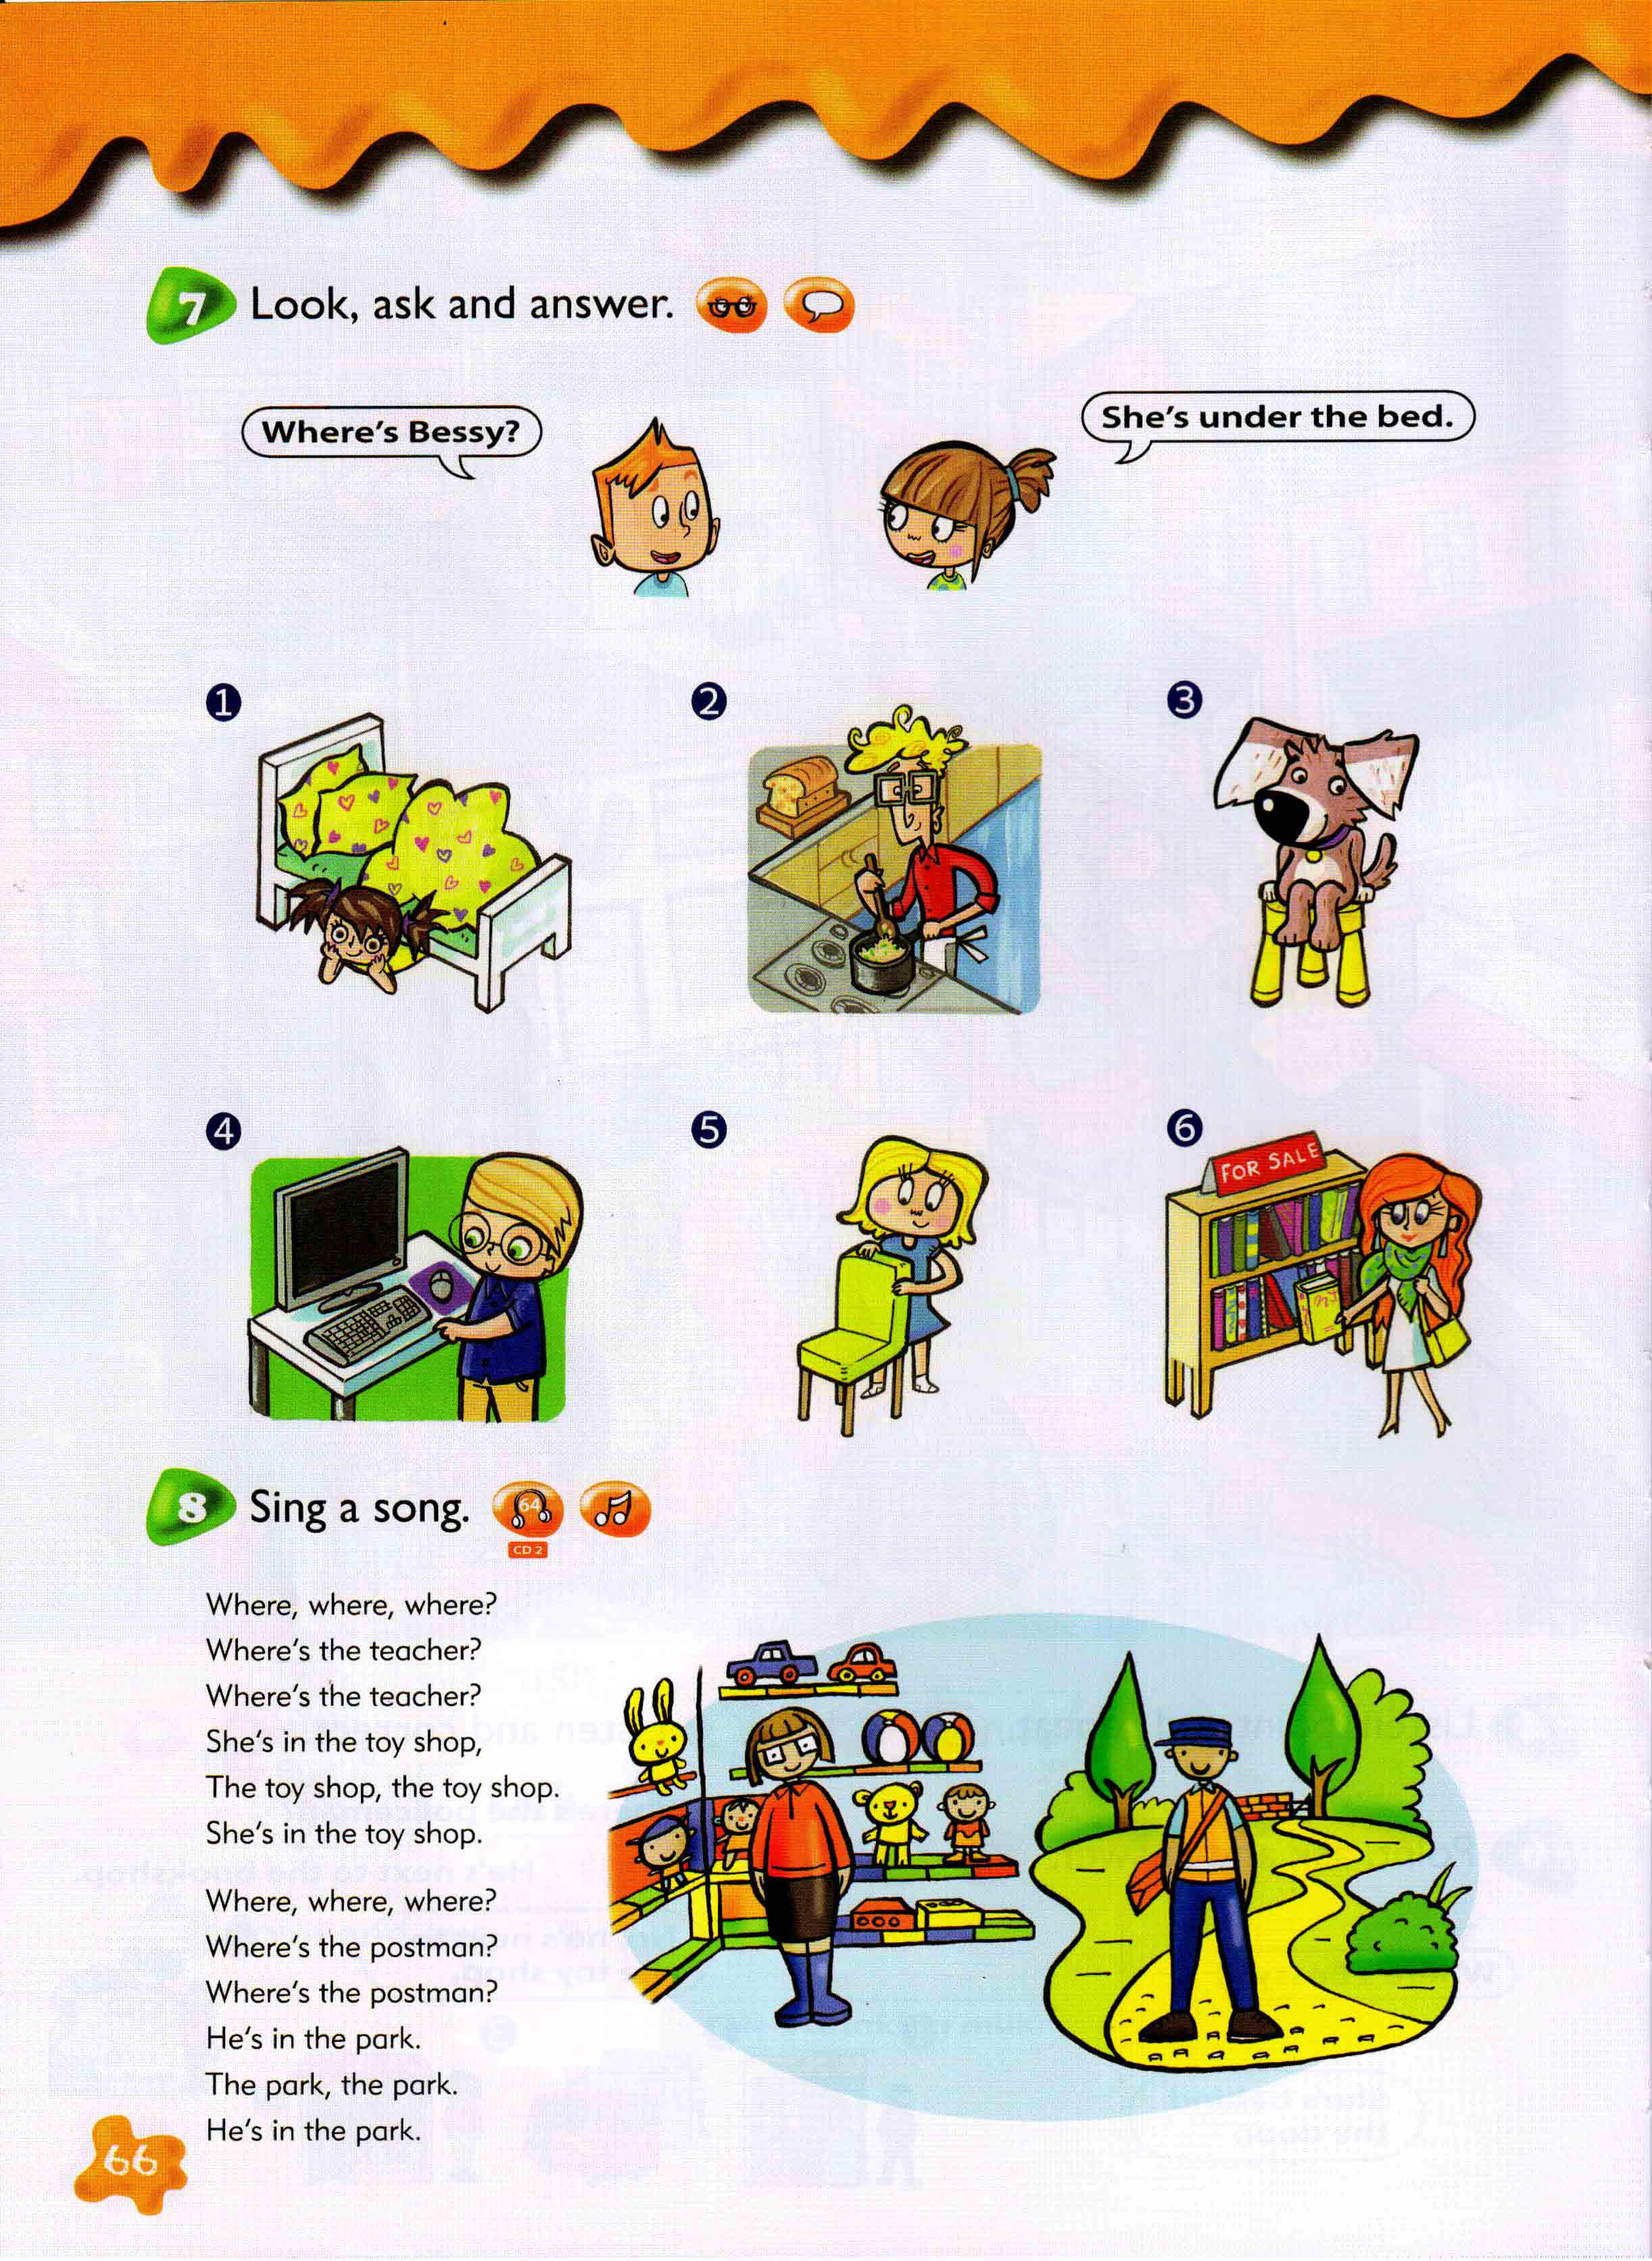 7 Look, ask and answer.
Where's Bessy?
She's under the bed.
1
2
3
4
5
6
FOR SALE
8 Sing a song.
64
CD 2
Where, where, where?
Where's the teacher?
Where's the teacher?
She's in the toy shop,
The toy shop, the toy shop.
She's in the toy shop.
Where, where, where?
Where's the postman?
Where's the postman?
He's in the park.
The park, the park.
He's in the park.
66